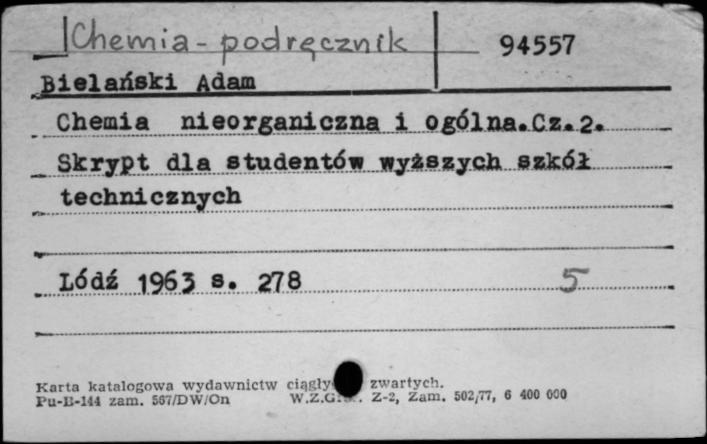 Chemia - podręcznik 94557
Bielański Adam
Chemia nieorganiczna i ogólna.Cz.2.
Skrypt dla studentów wyższych szkół
technicznych
Łódź 1963 s. 278 5
Karta katalogowa wydawnictw zwartych.
Pu-B-144 zam. 567/DW/On Z-2, Zam. 502/77, 6 400 000